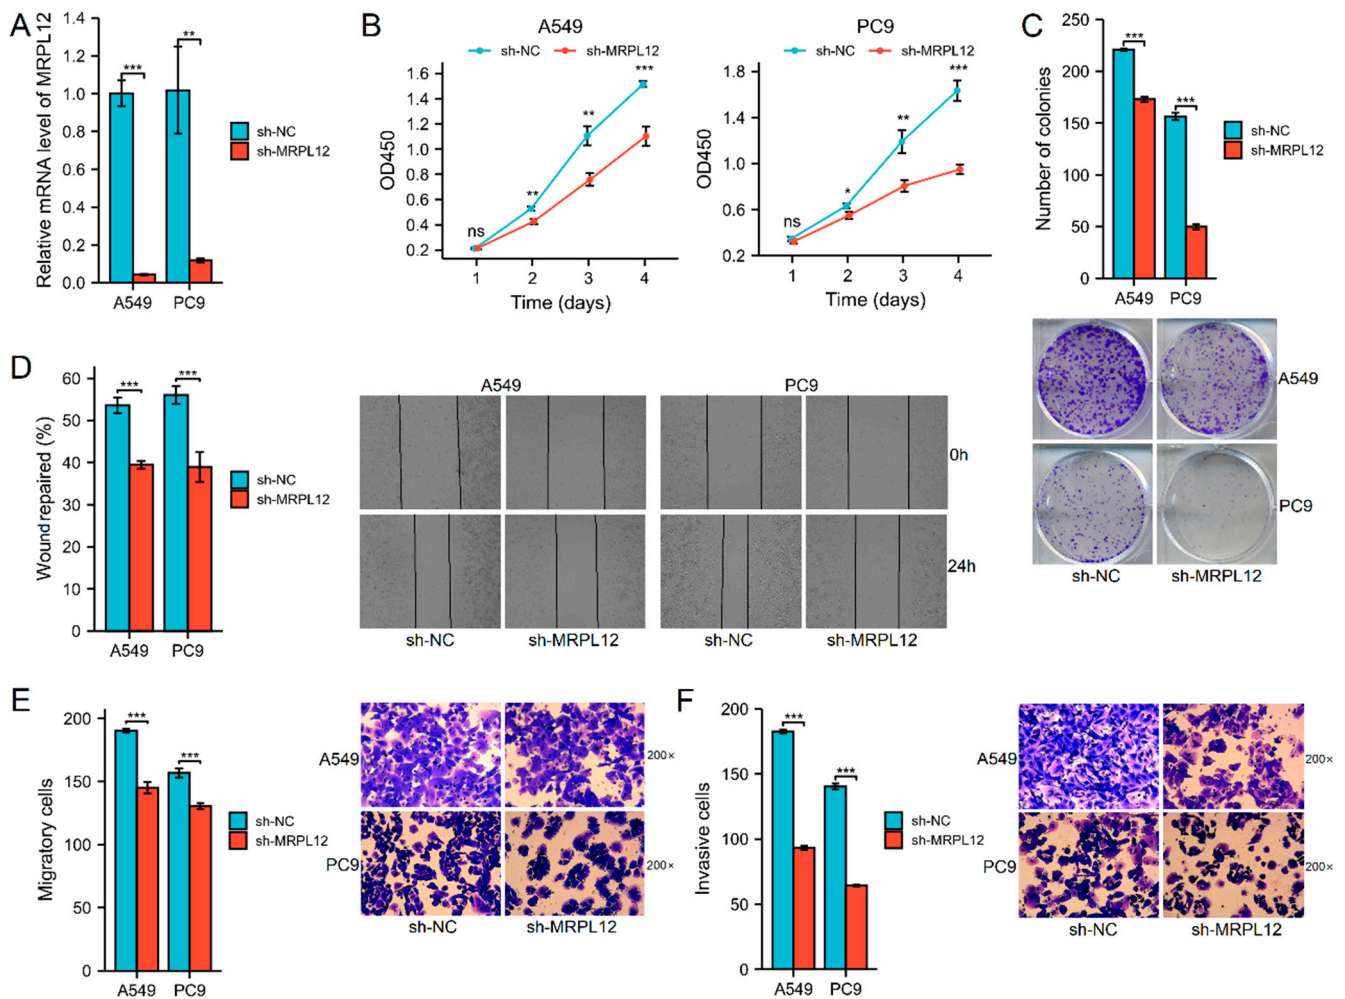 A
Relative mRNA level of MRPL12
1.4
1.2
1.0
0.8
0.6
0.4
0.2
0.0
***
**
A549
PC9
sh-NC
sh-MRPL12
B
A549
sh-NC
sh-MRPL12
OD450
1.6
1.4
1.2
1.0
0.8
0.6
0.4
0.2
ns
**
**
***
1
2
3
4
Time (days)
PC9
sh-NC
sh-MRPL12
OD450
1.8
1.4
1.0
0.6
0.2
ns
*
**
***
1
2
3
4
Time (days)
C
Number of colonies
250
200
150
100
50
0
***
***
A549
PC9
sh-NC
sh-MRPL12
A549
PC9
sh-NC
sh-MRPL12
D
Wound repaired (%)
60
50
40
30
20
10
0
***
***
A549
PC9
sh-NC
sh-MRPL12
A549
PC9
0h
24h
sh-NC
sh-MRPL12
sh-NC
sh-MRPL12
E
Migratory cells
200
150
100
50
0
***
***
A549
PC9
sh-NC
sh-MRPL12
A549
200×
PC9
200×
sh-NC
sh-MRPL12
F
Invasive cells
200
150
100
50
0
***
***
A549
PC9
sh-NC
sh-MRPL12
A549
200×
PC9
200×
sh-NC
sh-MRPL12